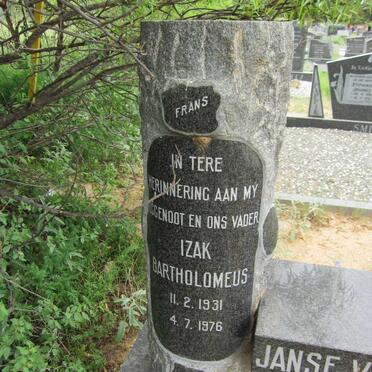 FRANS
IN TERE
HERINNERING AAN MY
EGGENOOT EN ONS VADER
IZAK
BARTHOLOMEUS
11.2.1931
4.7.1976
JANSE V
SMI